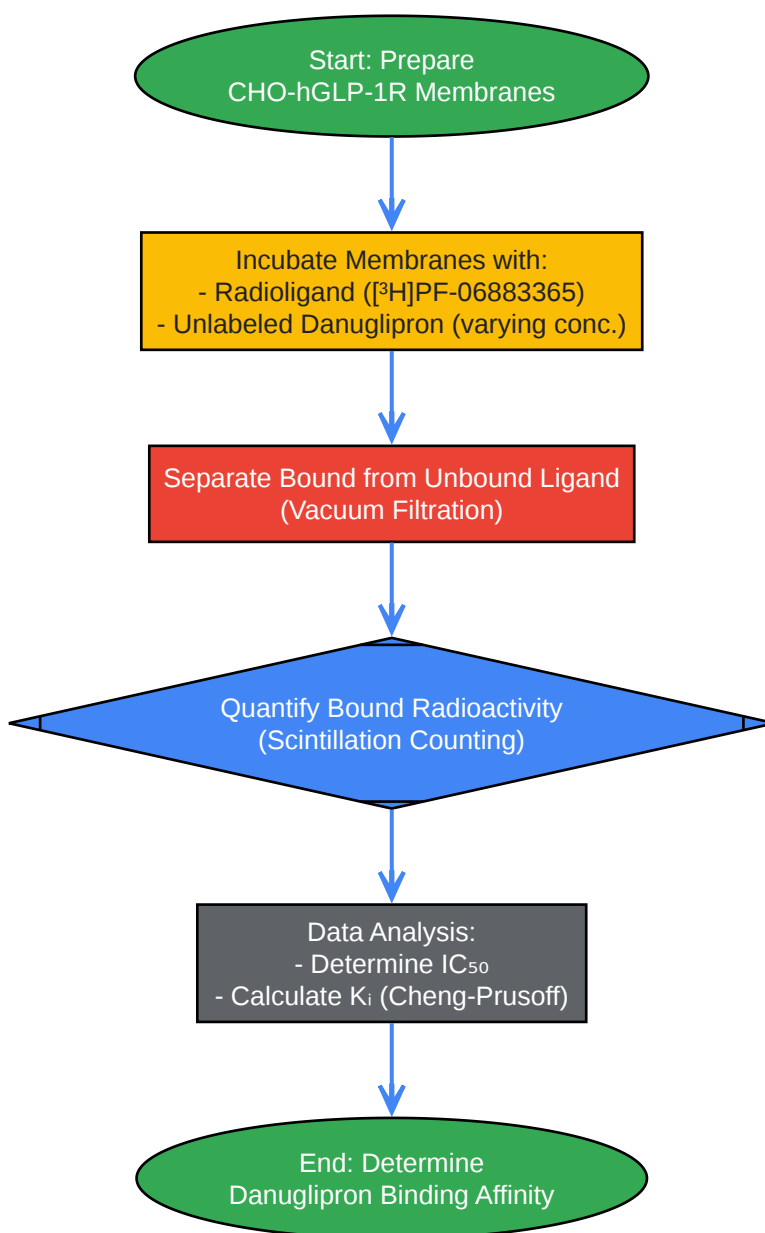 Start: Prepare
CHO-hGLP-1R Membranes
Incubate Membranes with:
- Radioligand ([³H]PF-06883365)
- Unlabeled Danuglipron (varying conc.)
Separate Bound from Unbound Ligand
(Vacuum Filtration)
Quantify Bound Radioactivity
(Scintillation Counting)
Data Analysis:
- Determine IC₅₀
- Calculate Kᵢ (Cheng-Prusoff)
End: Determine
Danuglipron Binding Affinity